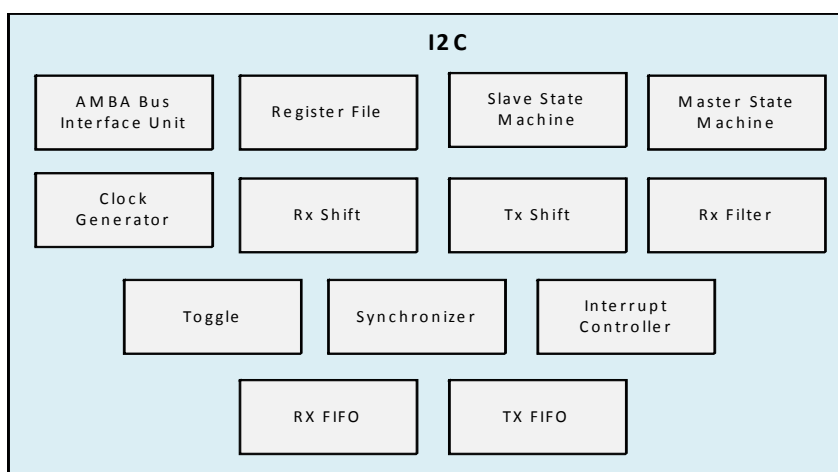 I2C
AMBA Bus
Interface Unit
Register File
Slave State
Machine
Master State
Machine
Clock
Generator
Rx Shift
Tx Shift
Rx Filter
Toggle
Synchronizer
Interrupt
Controller
RX FIFO
TX FIFO